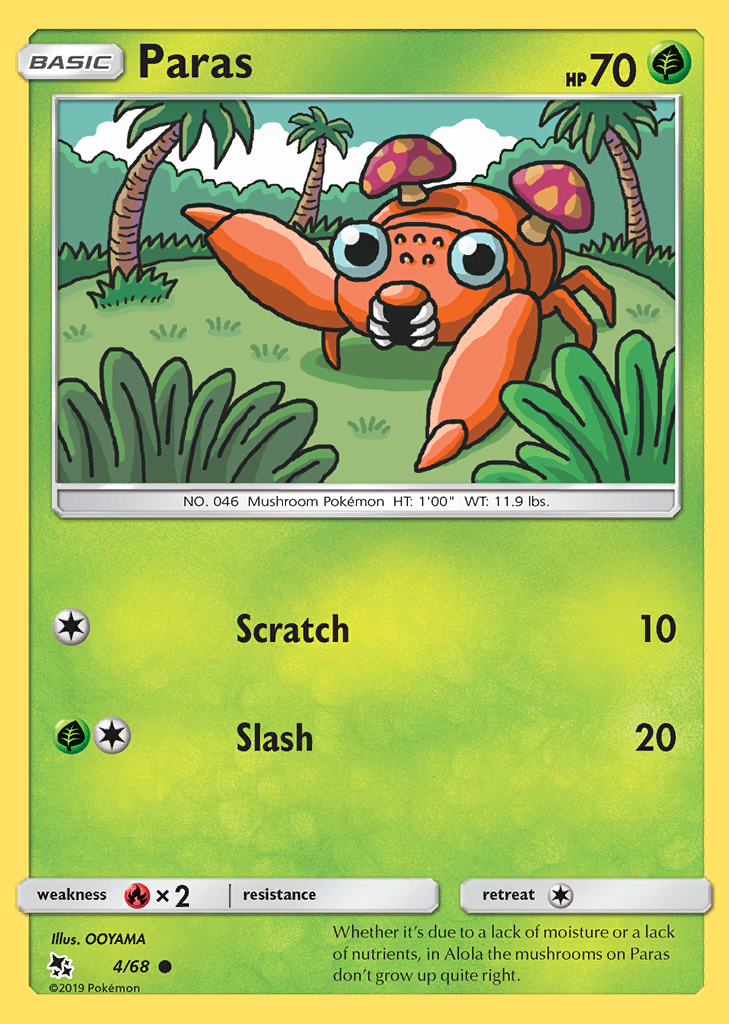 BASIC Paras HP70
NO. 046 Mushroom Pokémon HT: 1'00" WT: 11.9 lbs.
Scratch 10
Slash 20
weakness × 2 resistance retreat
Illus. OOYAMA
4/68
©2019 Pokémon
Whether it's due to a lack of moisture or a lack
of nutrients, in Alola the mushrooms on Paras
don't grow up quite right.